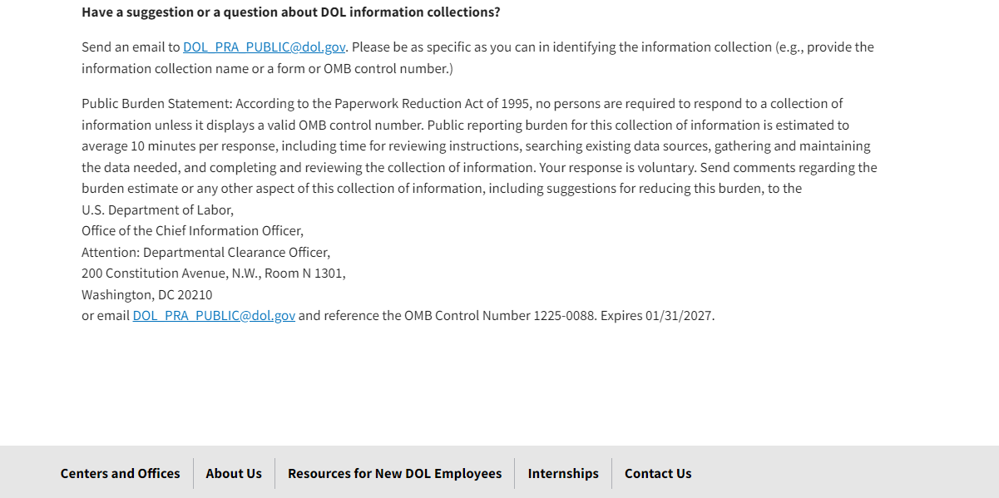 Have a suggestion or a question about DOL information collections?
Send an email to DOL_PRA_PUBLIC@dol.gov. Please be as specific as you can in identifying the information collection (e.g., provide the
information collection name or a form or OMB control number.)
Public Burden Statement: According to the Paperwork Reduction Act of 1995, no persons are required to respond to a collection of
information unless it displays a valid OMB control number. Public reporting burden for this collection of information is estimated to
average 10 minutes per response, including time for reviewing instructions, searching existing data sources, gathering and maintaining
the data needed, and completing and reviewing the collection of information. Your response is voluntary. Send comments regarding the
burden estimate or any other aspect of this collection of information, including suggestions for reducing this burden, to the
U.S. Department of Labor,
Office of the Chief Information Officer,
Attention: Departmental Clearance Officer,
200 Constitution Avenue, N.W., Room N 1301,
Washington, DC 20210
or email DOL_PRA_PUBLIC@dol.gov and reference the OMB Control Number 1225-0088. Expires 01/31/2027.
Centers and Offices About Us Resources for New DOL Employees Internships Contact Us